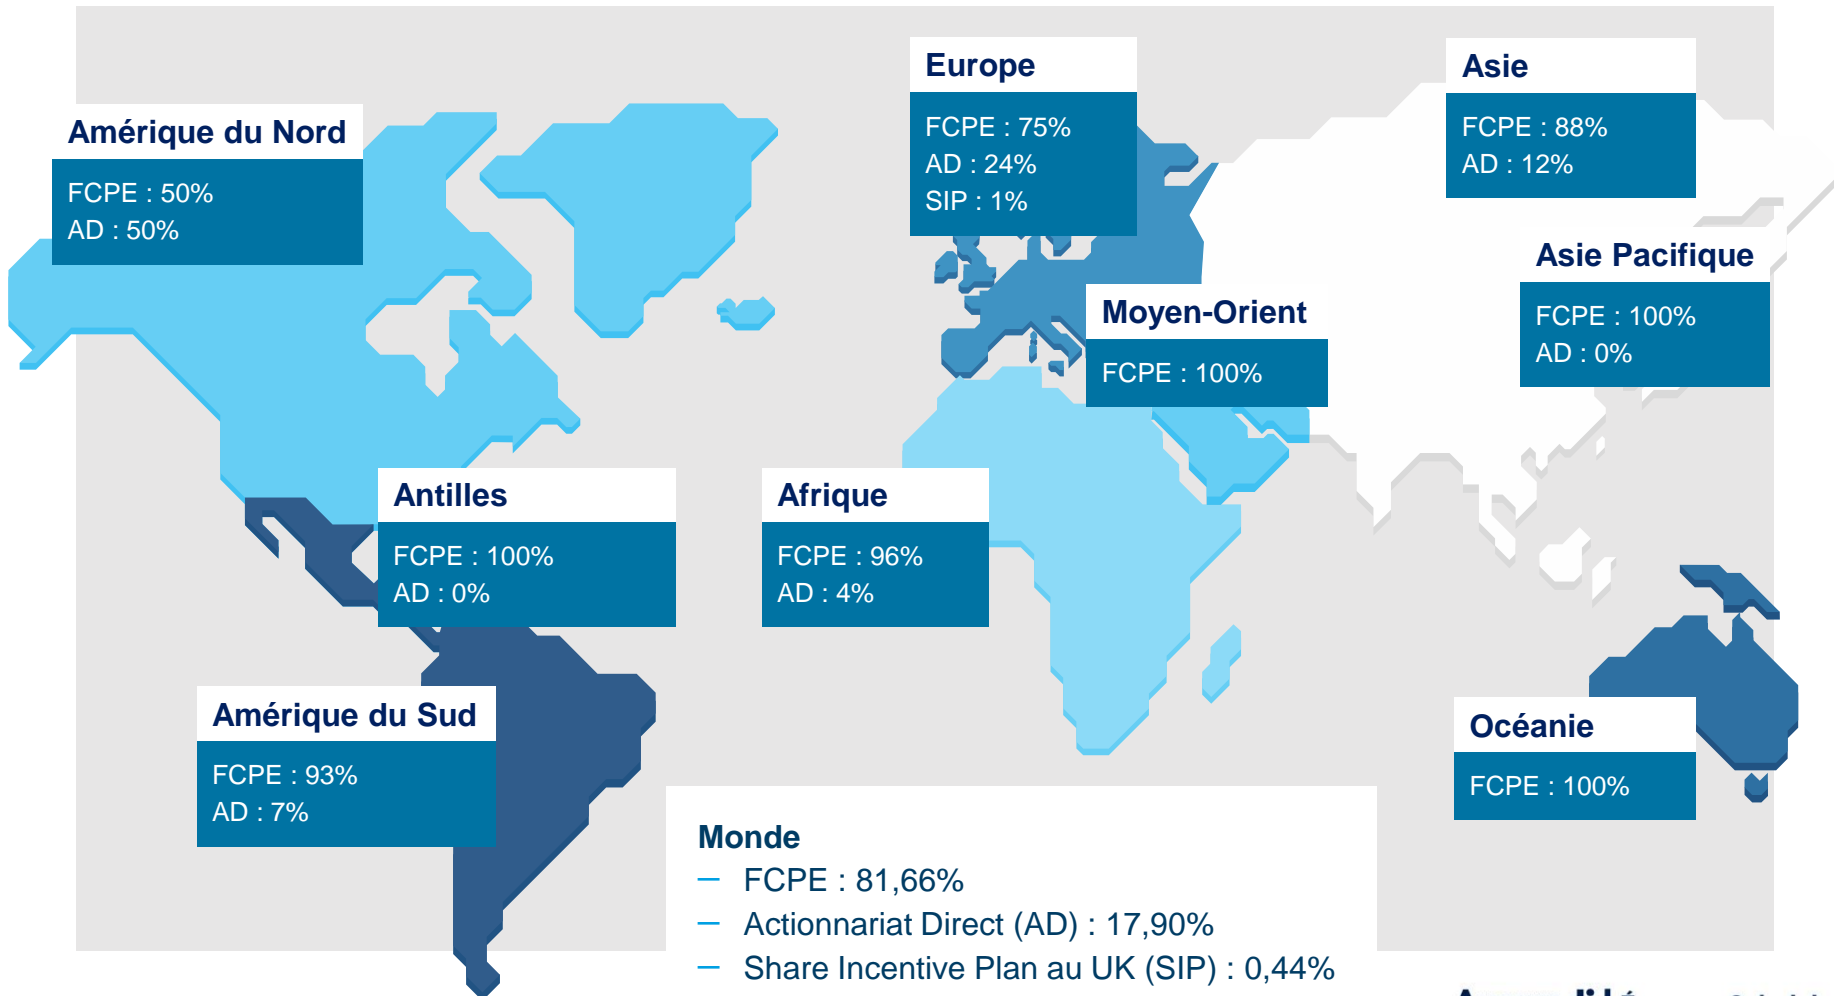 Amérique du Nord
FCPE : 50%
AD : 50%
Europe
FCPE : 75%
AD : 24%
SIP : 1%
Asie
FCPE : 88%
AD : 12%
Asie Pacifique
FCPE : 100%
AD : 0%
Moyen-Orient
FCPE : 100%
Antilles
FCPE : 100%
AD : 0%
Afrique
FCPE : 96%
AD : 4%
Amérique du Sud
FCPE : 93%
AD : 7%
Océanie
FCPE : 100%
Monde
– FCPE : 81,66%
– Actionnariat Direct (AD) : 17,90%
– Share Incentive Plan au UK (SIP) : 0,44%